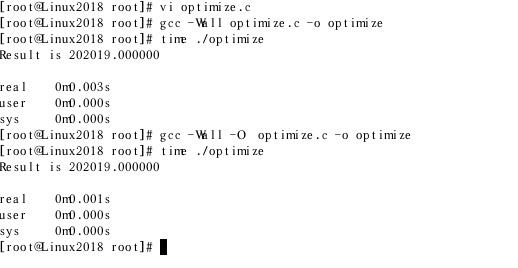 [root@Linux2018 root]# vi optimize.c
[root@Linux2018 root]# gcc -Wall optimize.c -o optimize
[root@Linux2018 root]# time ./optimize
Result is 202019.000000

real    0m0.003s
user    0m0.000s
sys     0m0.000s
[root@Linux2018 root]# gcc -Wall -O  optimize.c -o optimize
[root@Linux2018 root]# time ./optimize
Result is 202019.000000

real    0m0.001s
user    0m0.000s
sys     0m0.000s
[root@Linux2018 root]#